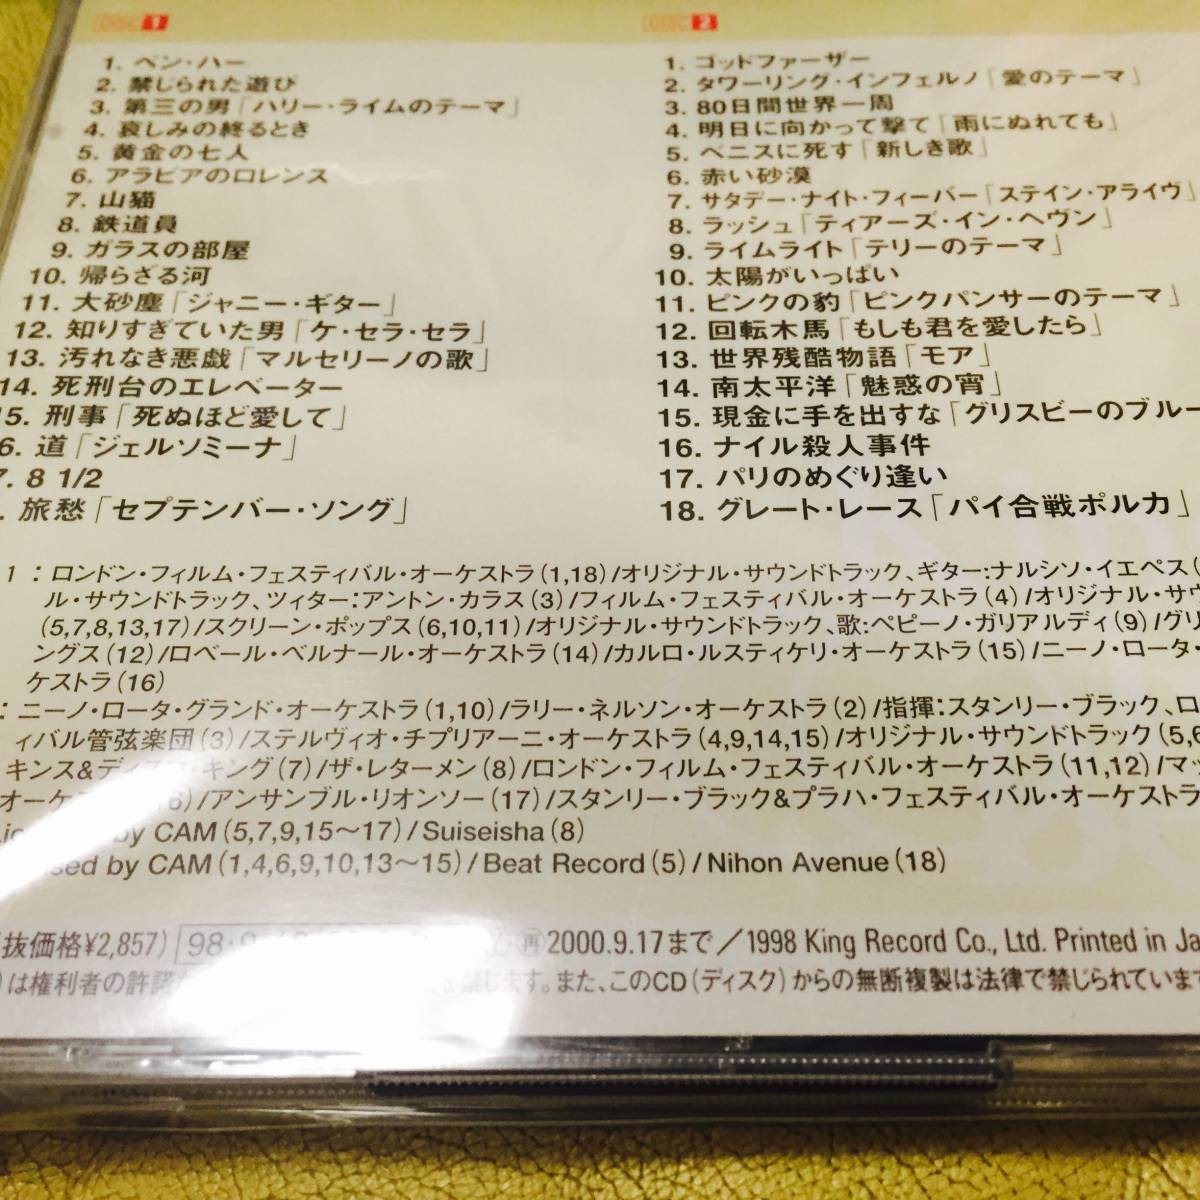 DISC 1
1. ベン・ハー
2. 禁じられた遊び
3. 第三の男「ハリー・ライムのテーマ」
4. 哀しみの終るとき
5. 黄金の七人
6. アラビアのロレンス
7. 山猫
8. 鉄道員
9. ガラスの部屋
10. 帰らざる河
11. 大砂塵「ジャニー・ギター」
12. 知りすぎていた男「ケ・セラ・セラ」
13. 汚れなき悪戯「マルセリーノの歌」
14. 死刑台のエレベーター
15. 刑事「死ぬほど愛して」
6. 道「ジェルソミーナ」
7. 8 1/2
. 旅愁「セプテンバー・ソング」
DISC 2
1. ゴッドファーザー
2. タワーリング・インフェルノ「愛のテーマ」
3. 80日間世界一周
4. 明日に向かって撃て「雨にぬれても」
5. ベニスに死す「新しき歌」
6. 赤い砂漠
7. サタデー・ナイト・フィーバー「ステイン・アライヴ」
8. ラッシュ「ティアーズ・イン・ヘヴン」
9. ライムライト「テリーのテーマ」
10. 太陽がいっぱい
11. ピンクの豹「ピンクパンサーのテーマ」
12. 回転木馬「もしも君を愛したら」
13. 世界残酷物語「モア」
14. 南太平洋「魅惑の宵」
15. 現金に手を出すな「グリスビーのブルー
16. ナイル殺人事件
17. パリのめぐり逢い
18. グレート・レース「パイ合戦ポルカ」
1 : ロンドン・フィルム・フェスティバル・オーケストラ(1,18)/オリジナル・サウンドトラック、ギター:ナルシソ・イエペス(
ル・サウンドトラック、ツィター:アントン・カラス(3)/フィルム・フェスティバル・オーケストラ(4)/オリジナル・サウ
(5,7,8,13,17)/スクリーン・ポップス(6,10,11)/オリジナル・サウンドトラック、歌:ペピーノ・ガリアルディ(9)/グリ
ングス(12)/ロベール・ベルナール・オーケストラ(14)/カルロ・ルスティケリ・オーケストラ(15)/ニーノ・ロータ・
ケストラ(16)
: ニーノ・ロータ・グランド・オーケストラ(1,10)/ラリー・ネルソン・オーケストラ(2)/指揮:スタンリー・ブラック、ロ
ィバル管弦楽団(3)/ステルヴィオ・チプリアーニ・オーケストラ(4,9,14,15)/オリジナル・サウンドトラック(5,6
キンス&ディスコ・キング(7)/ザ・レターメン(8)/ロンドン・フィルム・フェスティバル・オーケストラ(11,12)/マッ
オーケストラ(16)/アンサンブル・リオンソー(17)/スタンリー・ブラック&プラハ・フェスティバル・オーケストラ
by CAM(5,7,9,15〜17)/Suiseisha(8)
sed by CAM(1,4,6,9,10,13〜15)/Beat Record(5)/Nihon Avenue(18)
抜価格¥2,857) 98・9 再2000.9.17まで/1998 King Record Co., Ltd. Printed in Ja
は権利者の許諾 禁じます。また、このCD(ディスク)からの無断複製は法律で禁じられています